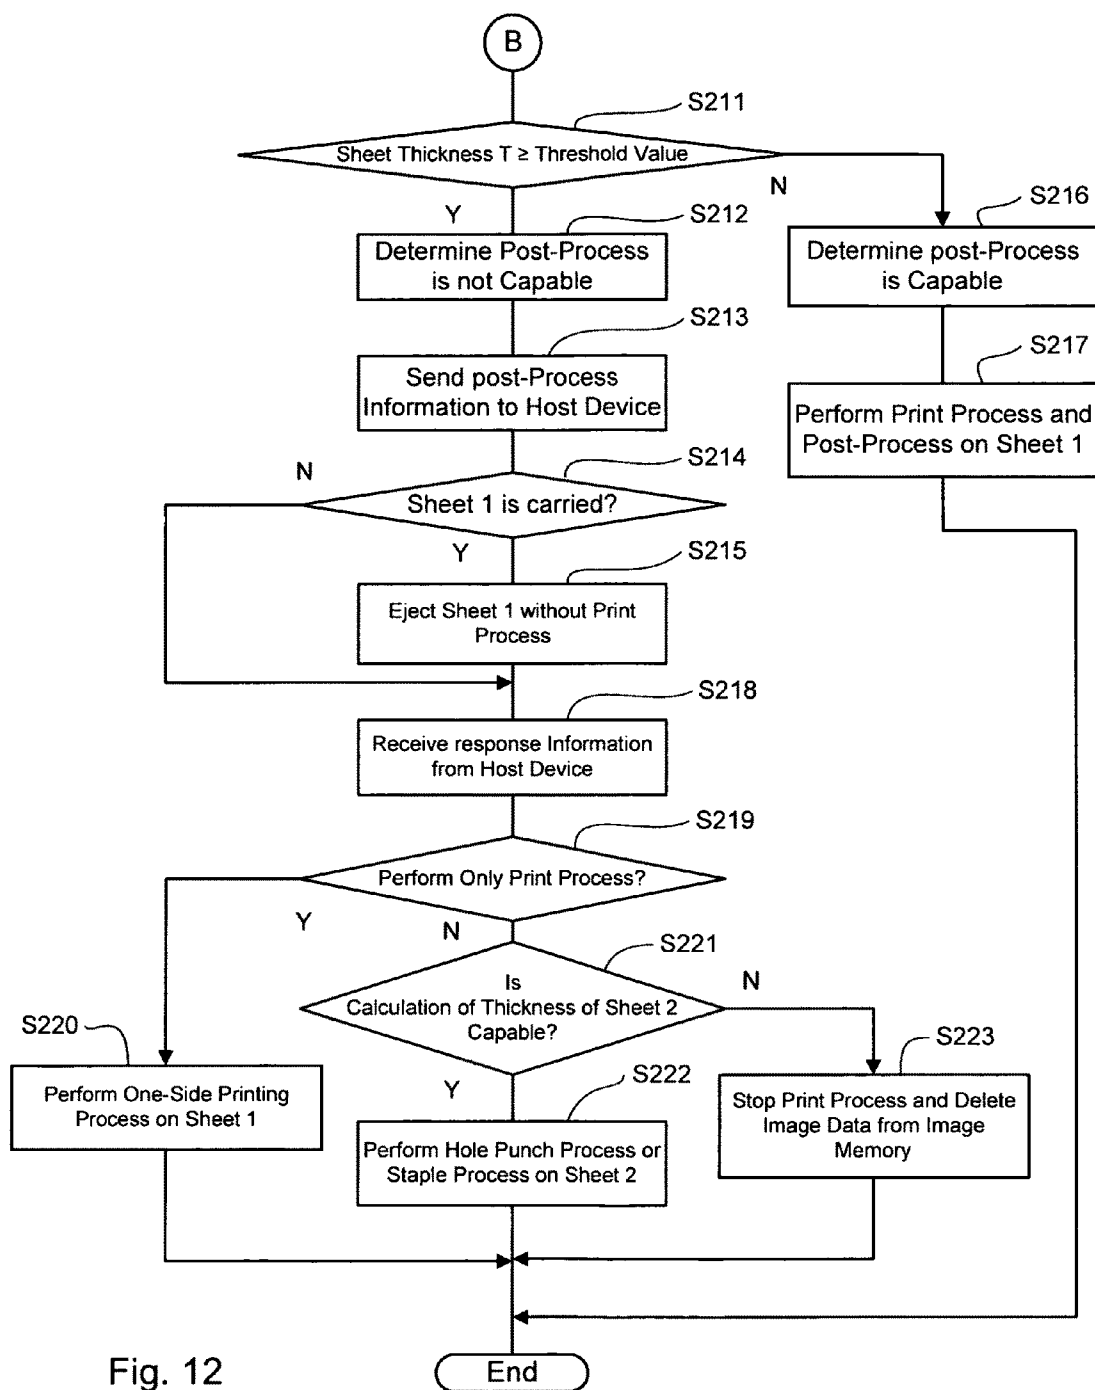 B
S211
Sheet Thickness T ≥ Threshold Value
N
Y
S212
S216
Determine Post-Process
is not Capable
Determine post-Process
is Capable
S213
S217
Send post-Process
Information to Host Device
Perform Print Process and
Post-Process on Sheet 1
S214
N
Sheet 1 is carried?
Y
S215
Eject Sheet 1 without Print
Process
S218
Receive response Information
from Host Device
S219
Perform Only Print Process?
Y
N
S221
Is
Calculation of Thickness of Sheet 2
Capable?
N
S220
S223
Perform One-Side Printing
Process on Sheet 1
Y
S222
Stop Print Process and Delete
Image Data from Image
Memory
Perform Hole Punch Process or
Staple Process on Sheet 2
Fig. 12
End